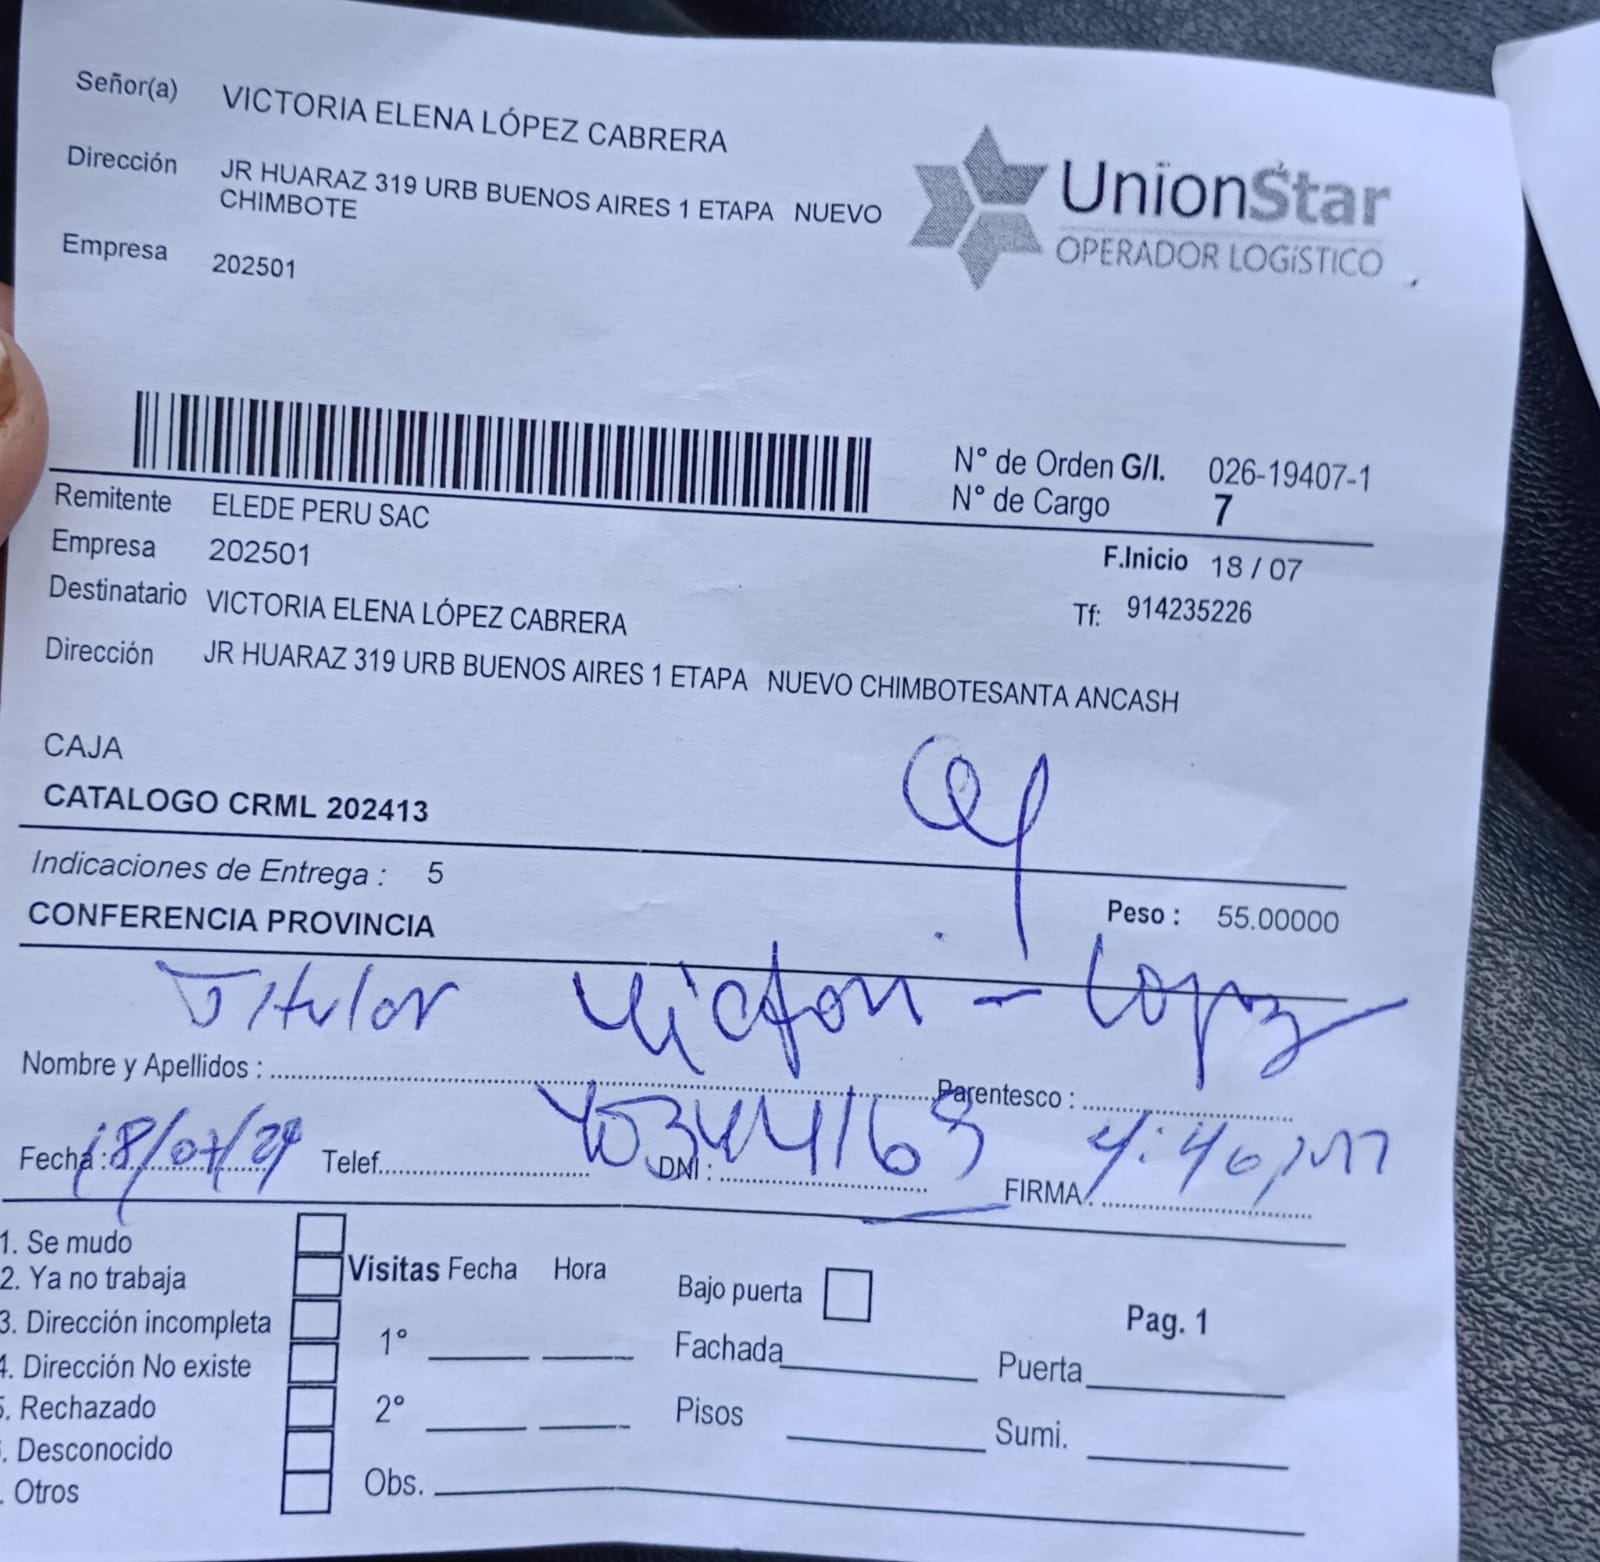 Señor(a) VICTORIA ELENA LÓPEZ CABRERA
Dirección JR HUARAZ 319 URB BUENOS AIRES 1 ETAPA NUEVO
CHIMBOTE
Empresa 202501
UnionStar
OPERADOR LOGíSTICO
N° de Orden G/I. 026-19407-1
N° de Cargo 7
Remitente ELEDE PERU SAC
Empresa 202501
F.Inicio 18 / 07
Destinatario VICTORIA ELENA LÓPEZ CABRERA
Tf: 914235226
Dirección JR HUARAZ 319 URB BUENOS AIRES 1 ETAPA NUEVO CHIMBOTESANTA ANCASH
CAJA
CATALOGO CRML 202413
Indicaciones de Entrega : 5
CONFERENCIA PROVINCIA
Peso : 55.00000
Titular Victori - Lopez
Nombre y Apellidos : Parentesco :
Fecha : 18/07/24 Telef. DNI : 40344163 FIRMA :
1. Se mudo
2. Ya no trabaja
3. Dirección incompleta
4. Dirección No existe
5. Rechazado
. Desconocido
. Otros
Visitas Fecha Hora
1°
2°
Obs.
Bajo puerta
Fachada
Pisos
Pag. 1
Puerta
Sumi.